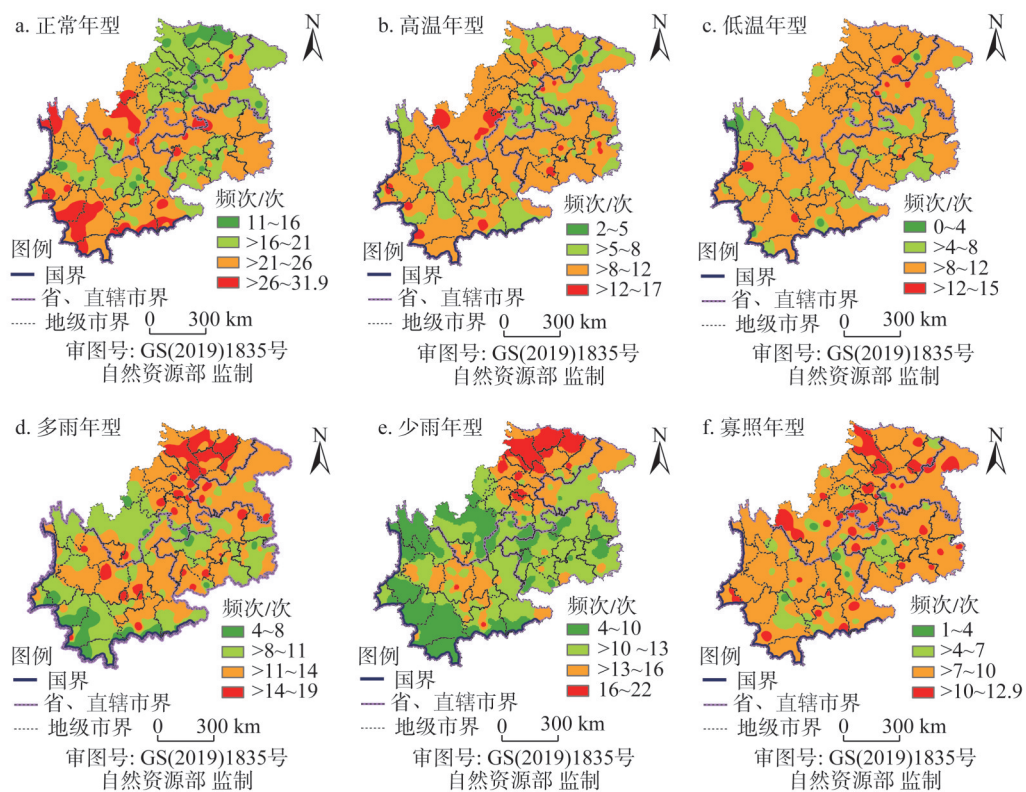 a. 正常年型
N
频次/次
11~16
>16~21
>21~26
>26~31.9
图例
国界
省、直辖市界
地级市界
0 300 km
审图号: GS(2019)1835号
自然资源部 监制
b. 高温年型
N
频次/次
2~5
>5~8
>8~12
>12~17
图例
国界
省、直辖市界
地级市界
0 300 km
审图号: GS(2019)1835号
自然资源部 监制
c. 低温年型
N
频次/次
0~4
>4~8
>8~12
>12~15
图例
国界
省、直辖市界
地级市界
0 300 km
审图号: GS(2019)1835号
自然资源部 监制
d. 多雨年型
N
频次/次
4~8
>8~11
>11~14
>14~19
图例
国界
省、直辖市界
地级市界
0 300 km
审图号: GS(2019)1835号
自然资源部 监制
e. 少雨年型
N
频次/次
4~10
>10~13
>13~16
16~22
图例
国界
省、直辖市界
地级市界
0 300 km
审图号: GS(2019)1835号
自然资源部 监制
f. 寡照年型
N
频次/次
1~4
>4~7
>7~10
>10~12.9
图例
国界
省、直辖市界
地级市界
0 300 km
审图号: GS(2019)1835号
自然资源部 监制